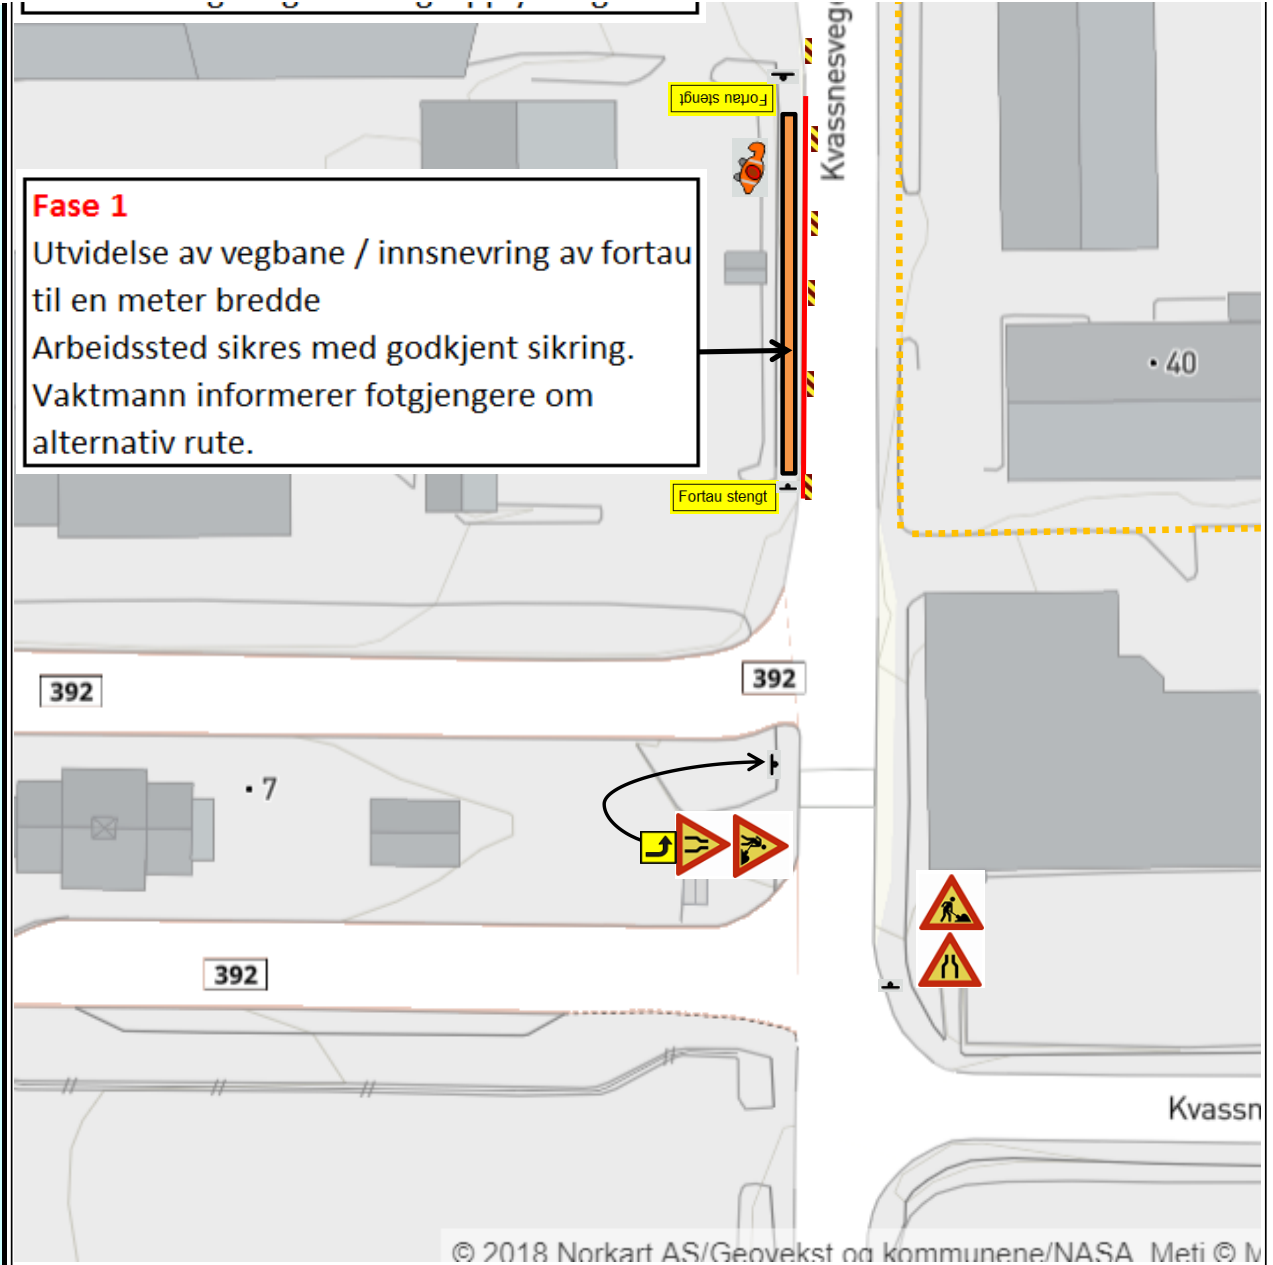 Kvassnesveg
Fortau stengt
Fase 1
Utvidelse av vegbane / innsnevring av fortau
til en meter bredde
Arbeidssted sikres med godkjent sikring.
Vaktmann informerer fotgjengere om
alternativ rute.
40
Fortau stengt
392
392
7
392
Kvassn
© 2018 Norkart AS/Geovekst og kommunene/NASA, Meti © M